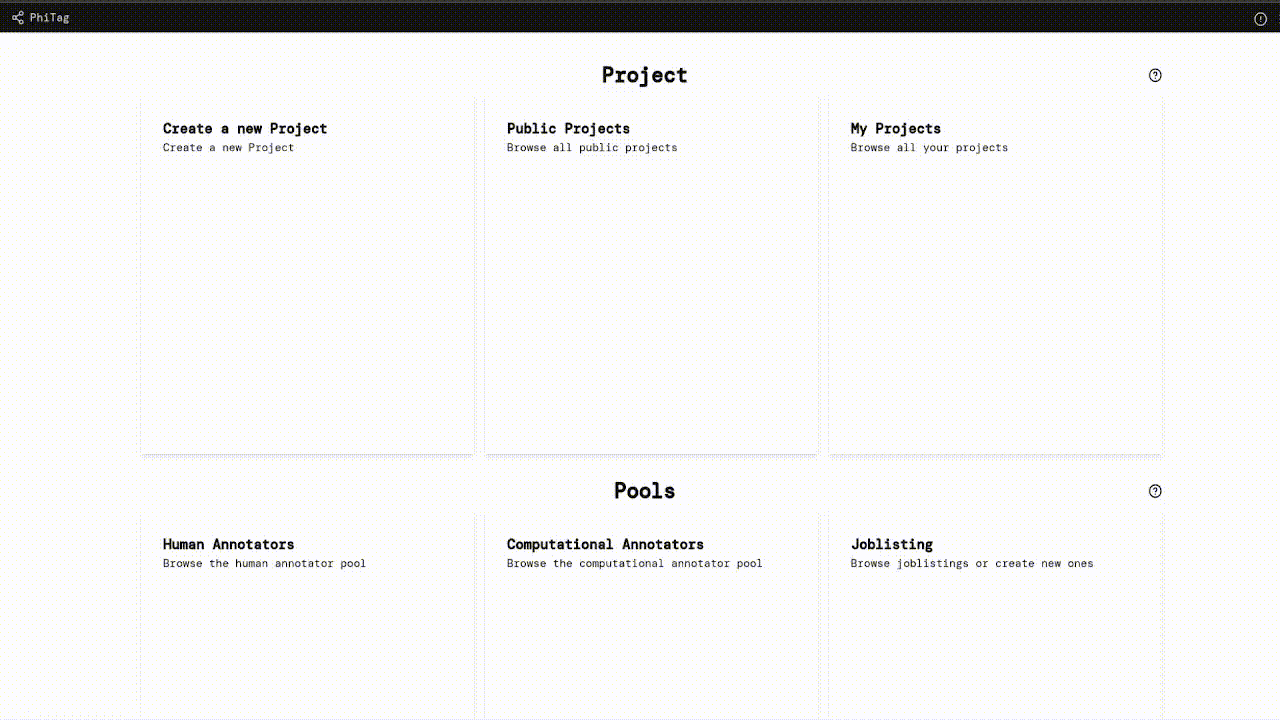 PhiTag
Project
Create a new Project
Create a new Project
Public Projects
Browse all public projects
My Projects
Browse all your projects
Pools
Human Annotators
Browse the human annotator pool
Computational Annotators
Browse the computational annotator pool
Joblisting
Browse joblistings or create new ones